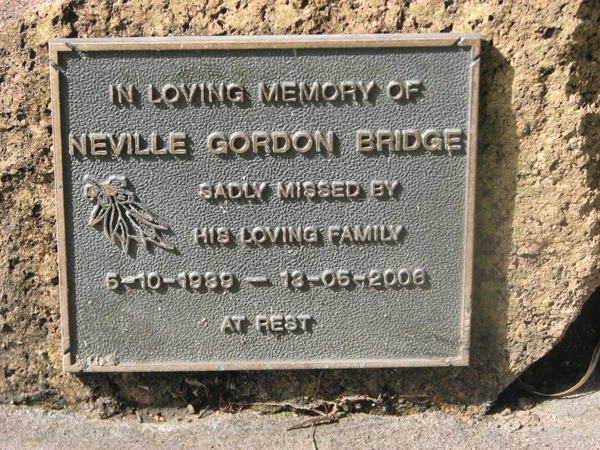 IN LOVING MEMORY OF
NEVILLE GORDON BRIDGE
SADLY MISSED BY
HIS LOVING FAMILY
5-10-1939 — 13-05-2006
AT REST